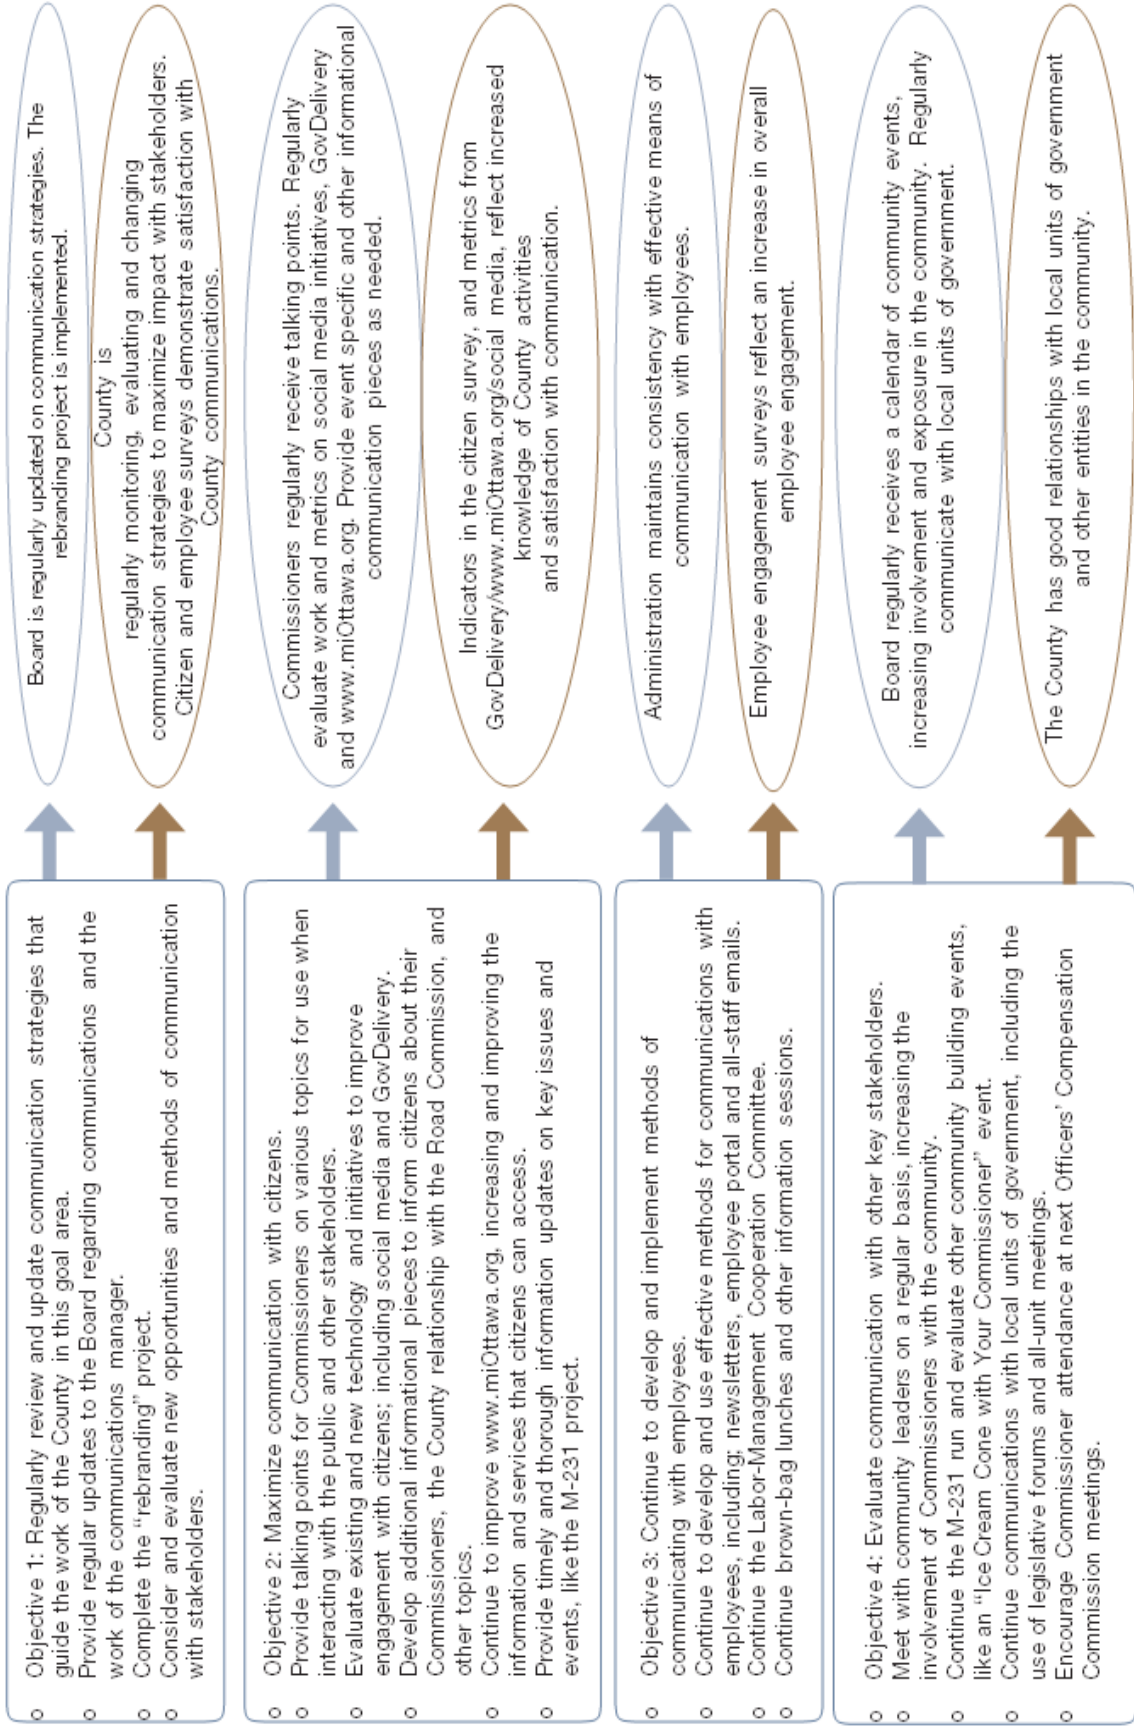 o Objective 1: Regularly review and update communication strategies that
guide the work of the County in this goal area.
o Provide regular updates to the Board regarding communications and the
work of the communications manager.
o Complete the “rebranding” project.
o Consider and evaluate new opportunities and methods of communication
with stakeholders.
Board is regularly updated on communication strategies. The
rebranding project is implemented.
County is
regularly monitoring, evaluating and changing
communication strategies to maximize impact with stakeholders.
Citizen and employee surveys demonstrate satisfaction with
County communications.
o Objective 2: Maximize communication with citizens.
o Provide talking points for Commissioners on various topics for use when
interacting with the public and other stakeholders.
o Evaluate existing and new technology and initiatives to improve
engagement with citizens; including social media and GovDelivery.
o Develop additional informational pieces to inform citizens about their
Commissioners, the County relationship with the Road Commission, and
other topics.
o Continue to improve www.miOttawa.org, increasing and improving the
information and services that citizens can access.
o Provide timely and thorough information updates on key issues and
events, like the M-231 project.
Commissioners regularly receive talking points. Regularly
evaluate work and metrics on social media initiatives, GovDelivery
and www.miOttawa.org. Provide event specific and other informational
communication pieces as needed.
Indicators in the citizen survey, and metrics from
GovDelivery/www.miOttawa.org/social media, reflect increased
knowledge of County activities
and satisfaction with communication.
o Objective 3: Continue to develop and implement methods of
communicating with employees.
o Continue to develop and use effective methods for communications with
employees, including; newsletters, employee portal and all-staff emails.
o Continue the Labor-Management Cooperation Committee.
o Continue brown-bag lunches and other information sessions.
Administration maintains consistency with effective means of
communication with employees.
Employee engagement surveys reflect an increase in overall
employee engagement.
o Objective 4: Evaluate communication with other key stakeholders.
o Meet with community leaders on a regular basis, increasing the
involvement of Commissioners with the community.
o Continue the M-231 run and evaluate other community building events,
like an “Ice Cream Cone with Your Commissioner” event.
o Continue communications with local units of government, including the
use of legislative forums and all-unit meetings.
o Encourage Commissioner attendance at next Officers’ Compensation
Commission meetings.
Board regularly receives a calendar of community events,
increasing involvement and exposure in the community. Regularly
communicate with local units of government.
The County has good relationships with local units of government
and other entities in the community.